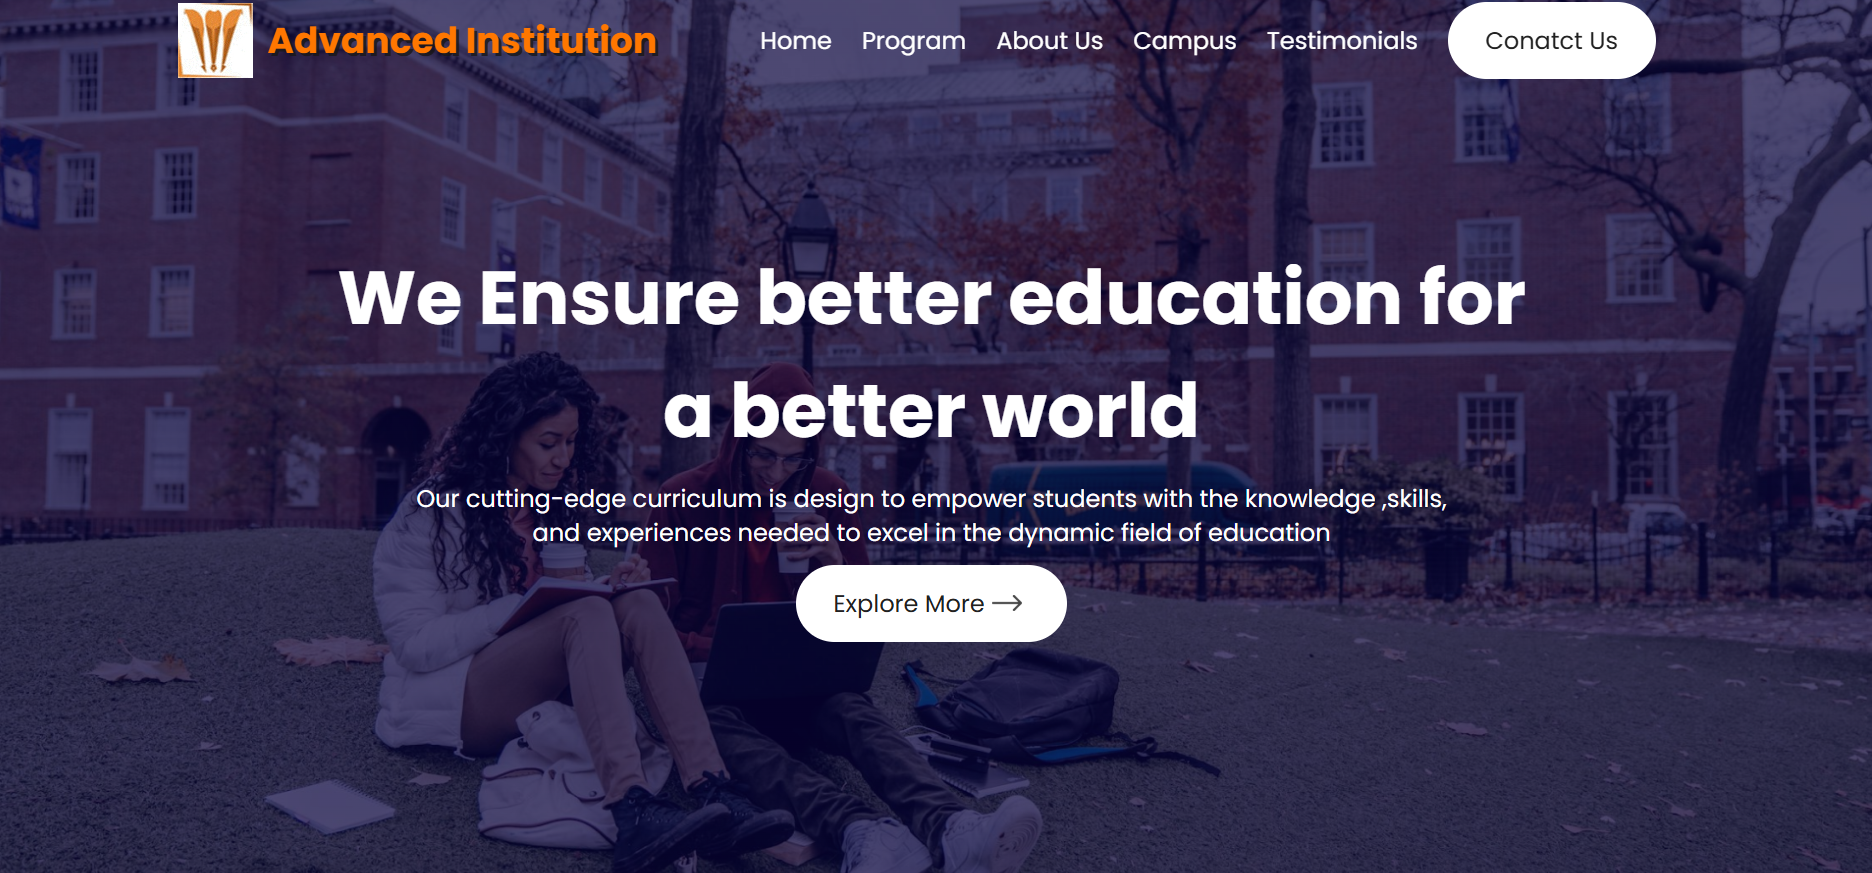 Advanced Institution
Home Program About Us Campus Testimonials Conatct Us
We Ensure better education for
a better world
Our cutting-edge curriculum is design to empower students with the knowledge ,skills,
and experiences needed to excel in the dynamic field of education
Explore More